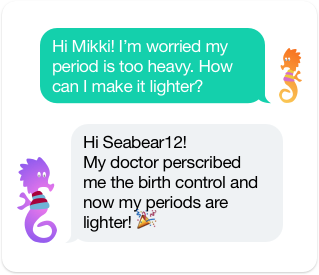 Hi Mikki! I'm worried my
period is too heavy. How
can I make it lighter?
Hi Seabear12!
My doctor perscribed
me the birth control and
now my periods are
lighter! 🎉